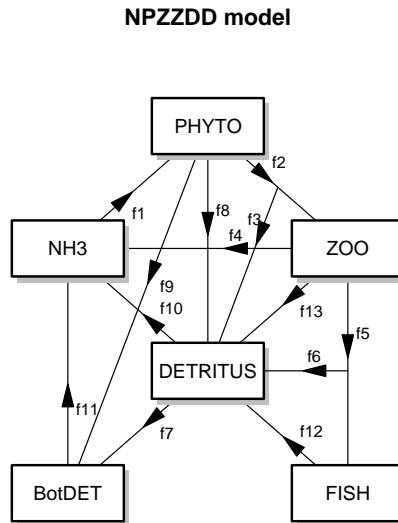 NPZZDD model
PHYTO
f2
f1
f8
f3
f4
NH3
ZOO
f9
f10
f13
f5
f6
DETRITUS
f11
f7
f12
BotDET
FISH